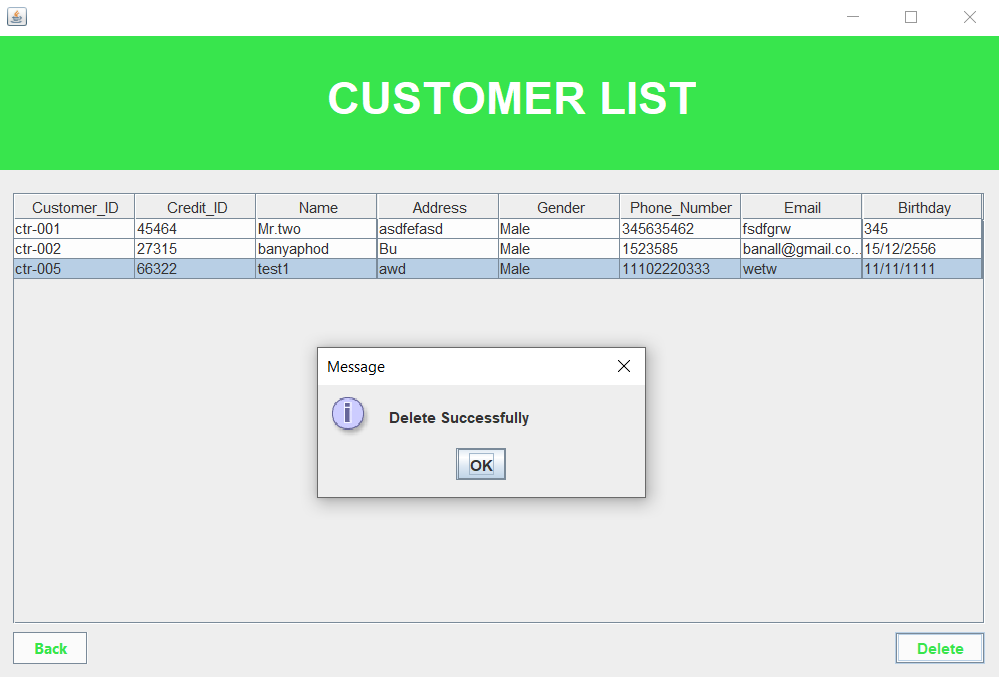 CUSTOMER LIST
Customer_ID Credit_ID Name Address Gender Phone_Number Email Birthday
ctr-001 45464 Mr.two asdfefasd Male 345635462 fsdfgrw 345
ctr-002 27315 banyaphod Bu Male 1523585 banall@gmail.co... 15/12/2556
ctr-005 66322 test1 awd Male 11102220333 wetw 11/11/1111
Message
Delete Successfully
OK
Back Delete